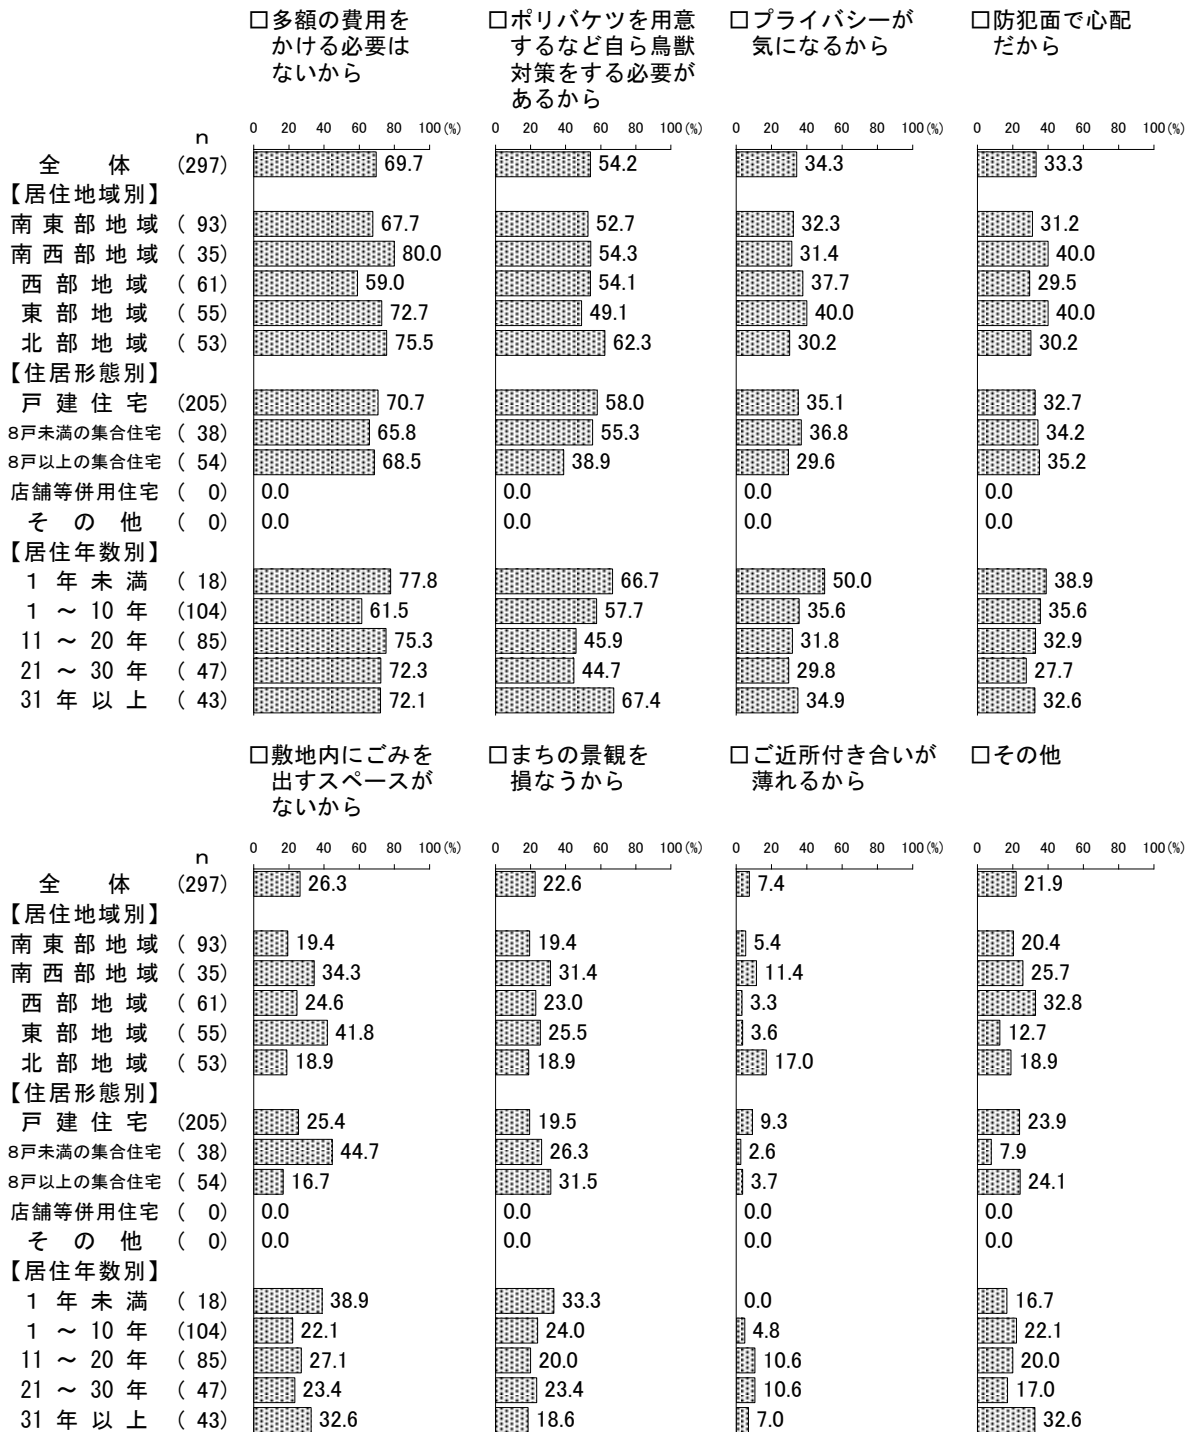 □多額の費用を
かける必要は
ないから
□ポリバケツを用意
するなど自ら鳥獣
対策をする必要が
あるから
□プライバシーが
気になるから
□防犯面で心配
だから
n 0 20 40 60 80 100(%) 0 20 40 60 80 100(%) 0 20 40 60 80 100(%) 0 20 40 60 80 100(%)
全体 (297) 69.7 54.2 34.3 33.3
【居住地域別】
南東部地域 ( 93) 67.7 52.7 32.3 31.2
南西部地域 ( 35) 80.0 54.3 31.4 40.0
西部地域 ( 61) 59.0 54.1 37.7 29.5
東部地域 ( 55) 72.7 49.1 40.0 40.0
北部地域 ( 53) 75.5 62.3 30.2 30.2
【住居形態別】
戸建住宅 (205) 70.7 58.0 35.1 32.7
8戸未満の集合住宅 ( 38) 65.8 55.3 36.8 34.2
8戸以上の集合住宅 ( 54) 68.5 38.9 29.6 35.2
店舗等併用住宅 ( 0) 0.0 0.0 0.0 0.0
その他 ( 0) 0.0 0.0 0.0 0.0
【居住年数別】
1年未満 ( 18) 77.8 66.7 50.0 38.9
1～10年 (104) 61.5 57.7 35.6 35.6
11～20年 ( 85) 75.3 45.9 31.8 32.9
21～30年 ( 47) 72.3 44.7 29.8 27.7
31年以上 ( 43) 72.1 67.4 34.9 32.6
□敷地内にごみを
出すスペースが
ないから
□まちの景観を
損なうから
□ご近所付き合いが
薄れるから
□その他
n 0 20 40 60 80 100(%) 0 20 40 60 80 100(%) 0 20 40 60 80 100(%) 0 20 40 60 80 100(%)
全体 (297) 26.3 22.6 7.4 21.9
【居住地域別】
南東部地域 ( 93) 19.4 19.4 5.4 20.4
南西部地域 ( 35) 34.3 31.4 11.4 25.7
西部地域 ( 61) 24.6 23.0 3.3 32.8
東部地域 ( 55) 41.8 25.5 3.6 12.7
北部地域 ( 53) 18.9 18.9 17.0 18.9
【住居形態別】
戸建住宅 (205) 25.4 19.5 9.3 23.9
8戸未満の集合住宅 ( 38) 44.7 26.3 2.6 7.9
8戸以上の集合住宅 ( 54) 16.7 31.5 3.7 24.1
店舗等併用住宅 ( 0) 0.0 0.0 0.0 0.0
その他 ( 0) 0.0 0.0 0.0 0.0
【居住年数別】
1年未満 ( 18) 38.9 33.3 0.0 16.7
1～10年 (104) 22.1 24.0 4.8 22.1
11～20年 ( 85) 27.1 20.0 10.6 20.0
21～30年 ( 47) 23.4 23.4 10.6 17.0
31年以上 ( 43) 32.6 18.6 7.0 32.6